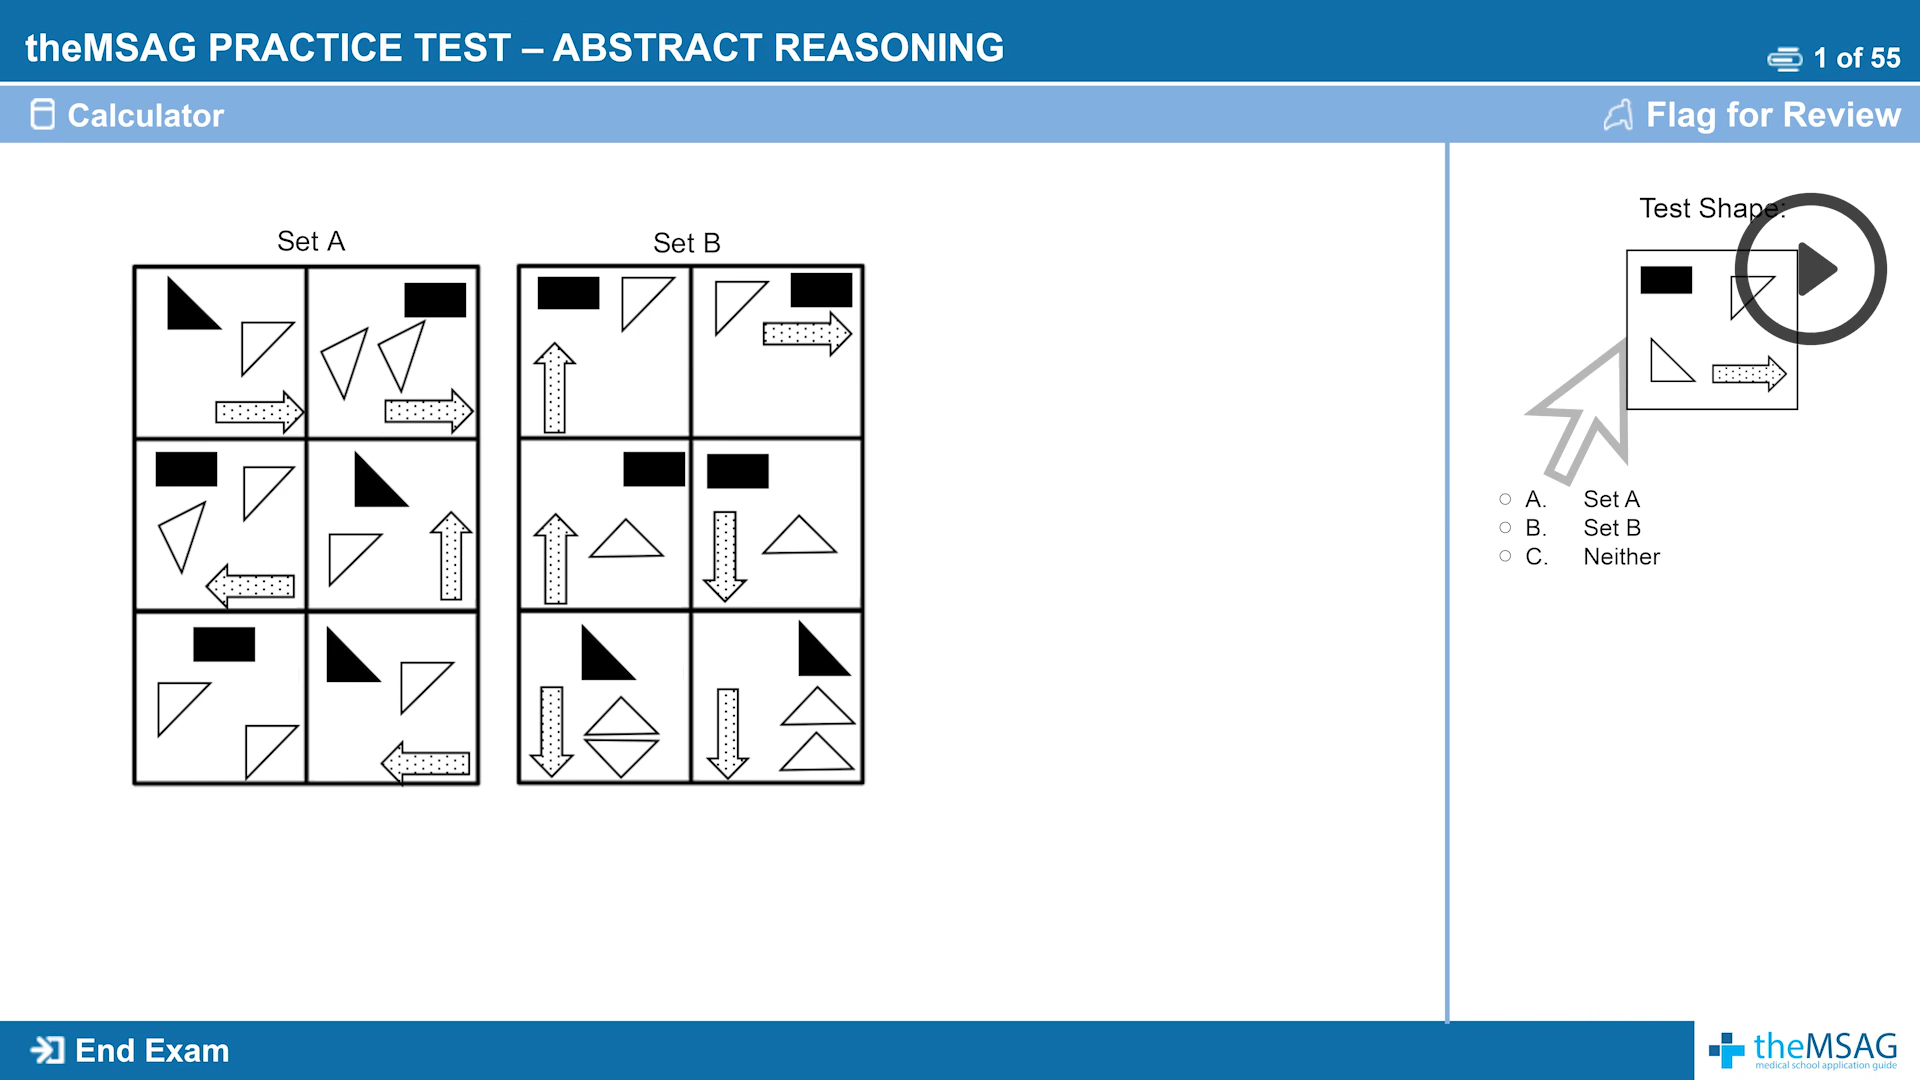 theMSAG PRACTICE TEST – ABSTRACT REASONING
1 of 55
Calculator
Flag for Review
Set A
Set B
Test Shape:
A. Set A
B. Set B
C. Neither
End Exam
theMSAG
medical school application guide